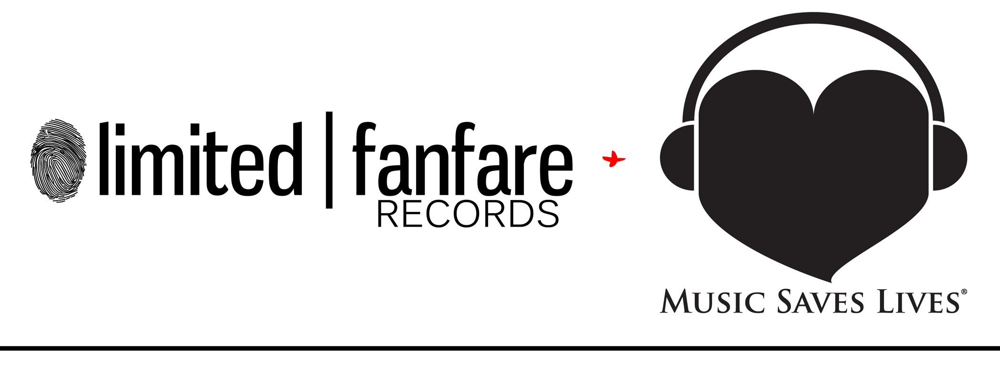 limited | fanfare
RECORDS
+
MUSIC SAVES LIVES®